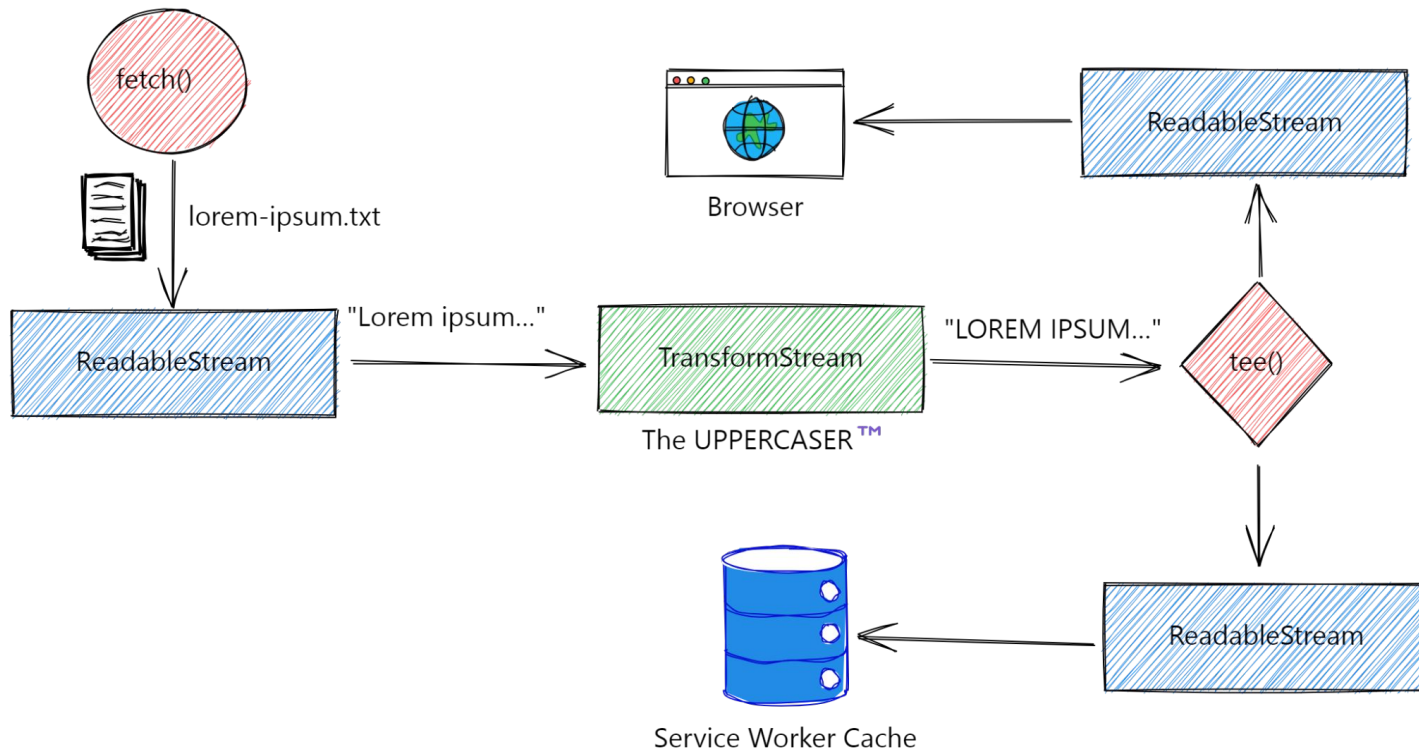 fetch()
lorem-ipsum.txt
ReadableStream
"Lorem ipsum..."
TransformStream
The UPPERCASER™
"LOREM IPSUM..."
tee()
ReadableStream
Browser
ReadableStream
Service Worker Cache